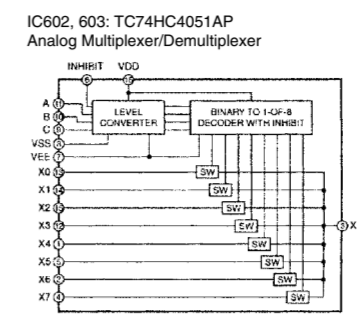 IC602, 603: TC74HC4051AP
Analog Multiplexer/Demultiplexer
INHIBIT VDD
6 16
A 11
LEVEL CONVERTER
BINARY TO 1-OF-8 DECODER WITH INHIBIT
B 10
C 9
VSS 8
VEE 7
X0 13 SW
X1 14 SW
X2 15 SW
X3 12 SW 3 X
X4 1 SW
X5 5 SW
X6 2 SW
X7 4 SW